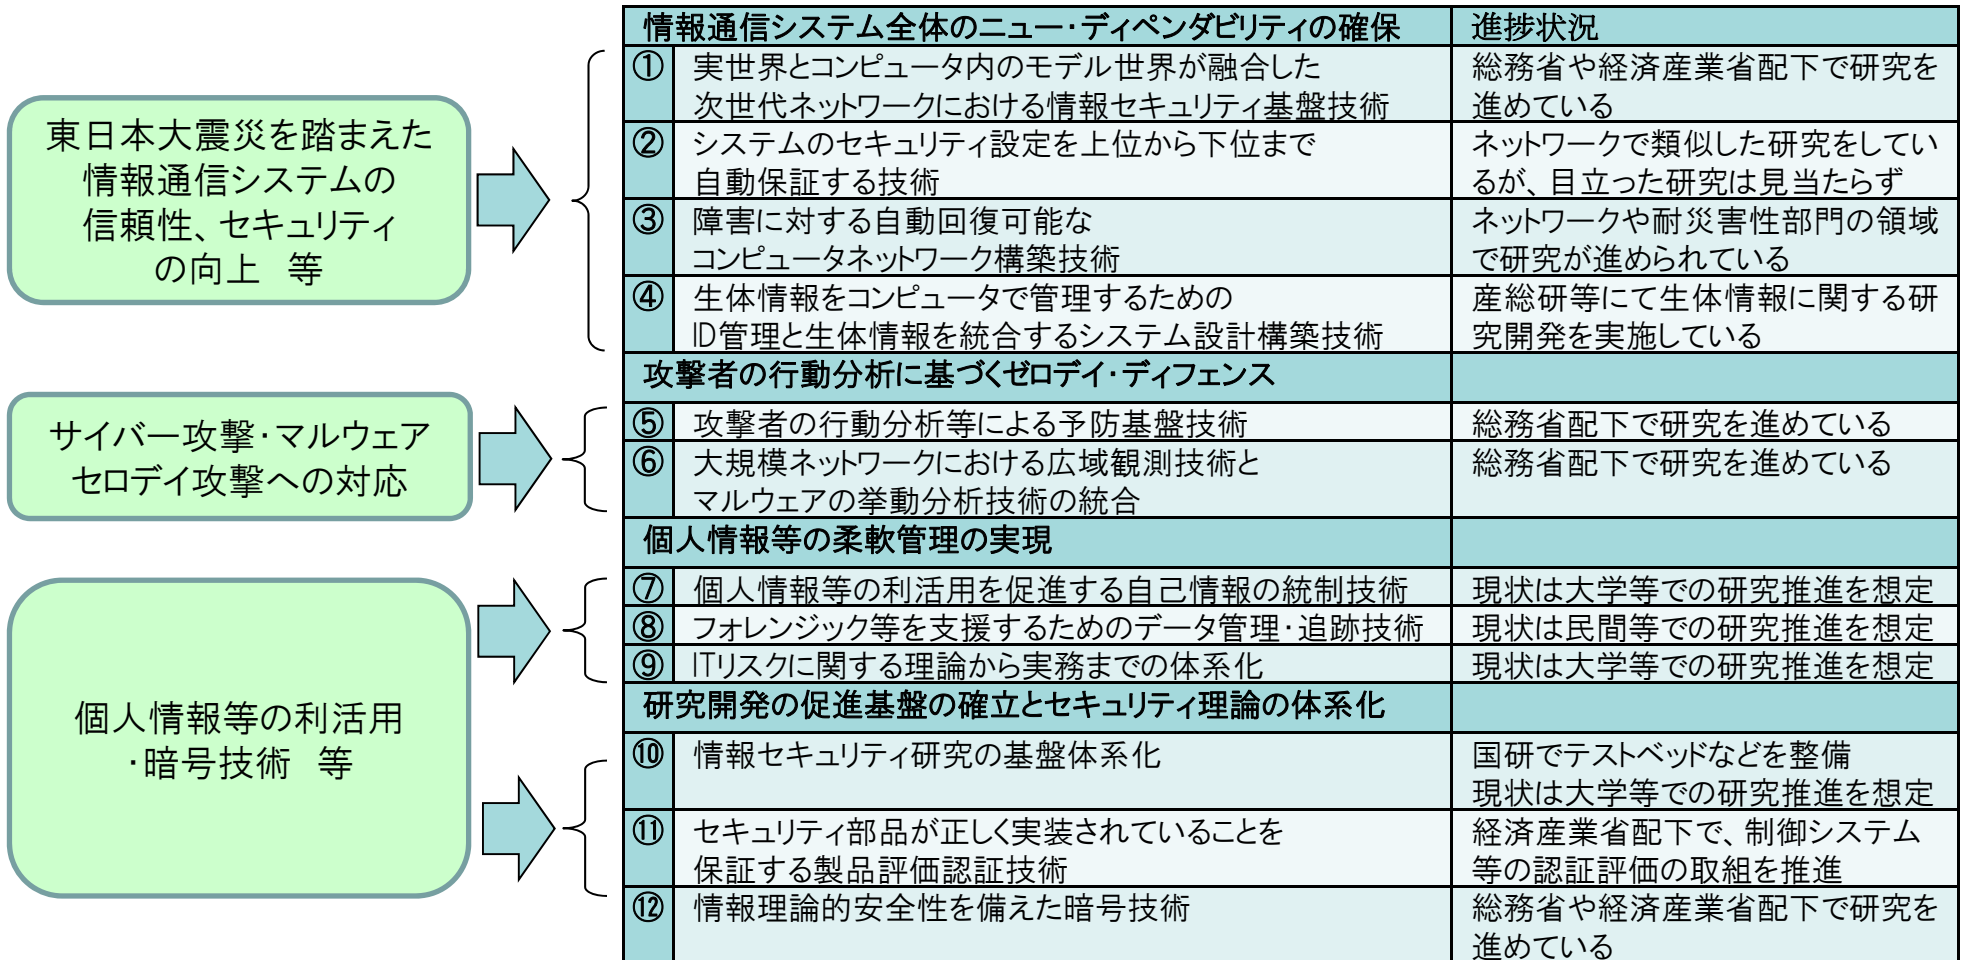 東日本大震災を踏まえた
情報通信システムの
信頼性、セキュリティ
の向上　等
サイバー攻撃・マルウェア
セロデイ攻撃への対応
個人情報等の利活用
・暗号技術　等
情報通信システム全体のニュー・ディペンダビリティの確保
進捗状況
① 実世界とコンピュータ内のモデル世界が融合した
次世代ネットワークにおける情報セキュリティ基盤技術
総務省や経済産業省配下で研究を
進めている
② システムのセキュリティ設定を上位から下位まで
自動保証する技術
ネットワークで類似した研究をしてい
るが、目立った研究は見当たらず
③ 障害に対する自動回復可能な
コンピュータネットワーク構築技術
ネットワークや耐災害性部門の領域
で研究が進められている
④ 生体情報をコンピュータで管理するための
ID管理と生体情報を統合するシステム設計構築技術
産総研等にて生体情報に関する研
究開発を実施している
攻撃者の行動分析に基づくゼロデイ・ディフェンス
⑤ 攻撃者の行動分析等による予防基盤技術
総務省配下で研究を進めている
⑥ 大規模ネットワークにおける広域観測技術と
マルウェアの挙動分析技術の統合
総務省配下で研究を進めている
個人情報等の柔軟管理の実現
⑦ 個人情報等の利活用を促進する自己情報の統制技術
現状は大学等での研究推進を想定
⑧ フォレンジック等を支援するためのデータ管理・追跡技術
現状は民間等での研究推進を想定
⑨ ITリスクに関する理論から実務までの体系化
現状は大学等での研究推進を想定
研究開発の促進基盤の確立とセキュリティ理論の体系化
⑩ 情報セキュリティ研究の基盤体系化
国研でテストベッドなどを整備
現状は大学等での研究推進を想定
⑪ セキュリティ部品が正しく実装されていることを
保証する製品評価認証技術
経済産業省配下で、制御システム
等の認証評価の取組を推進
⑫ 情報理論的安全性を備えた暗号技術
総務省や経済産業省配下で研究を
進めている